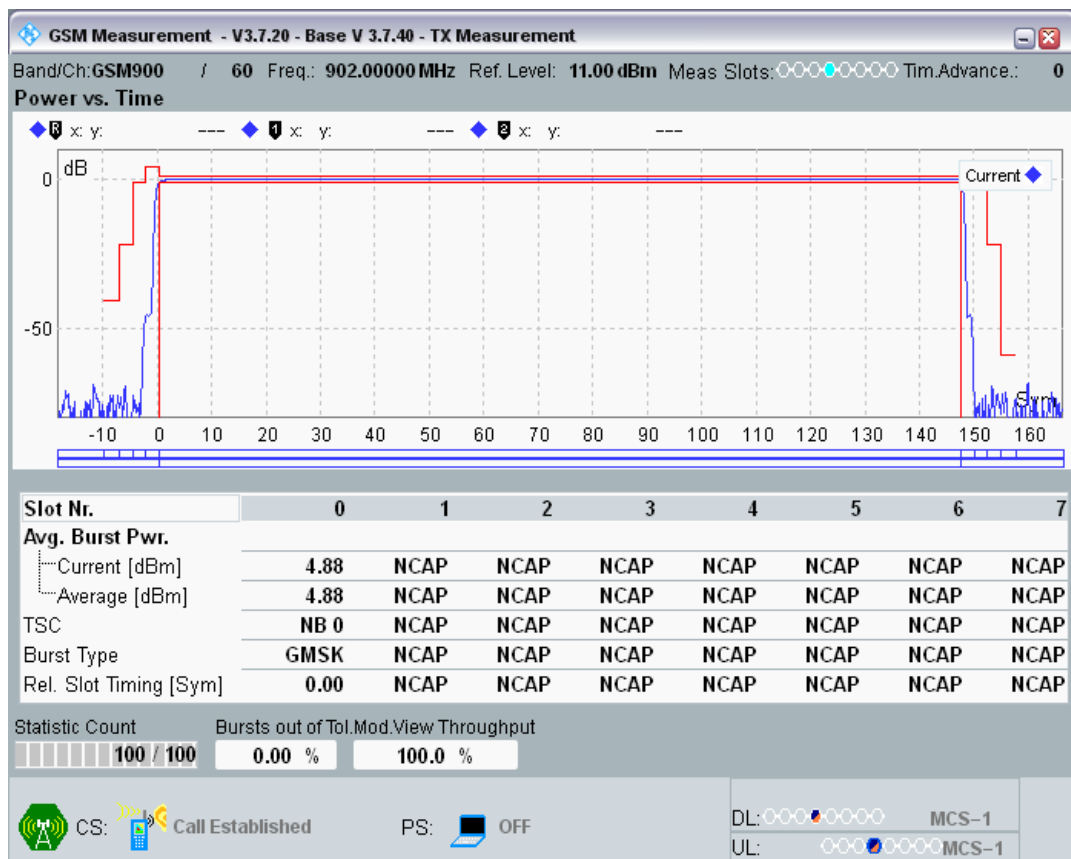 GSM Measurement - V3.7.20 - Base V 3.7.40 - TX Measurement
Band/Ch:GSM900 / 60 Freq.: 902.00000 MHz Ref. Level: 11.00 dBm Meas Slots: Tim.Advance.: 0
Power vs. Time
R x: y: --- 1 x: y: --- 2 x: y: ---
dB
Current
0
-50
Sym
-10 0 10 20 30 40 50 60 70 80 90 100 110 120 130 140 150 160
Slot Nr. 0 1 2 3 4 5 6 7
Avg. Burst Pwr.
Current [dBm] 4.88 NCAP NCAP NCAP NCAP NCAP NCAP NCAP
Average [dBm] 4.88 NCAP NCAP NCAP NCAP NCAP NCAP NCAP
TSC NB 0 NCAP NCAP NCAP NCAP NCAP NCAP NCAP
Burst Type GMSK NCAP NCAP NCAP NCAP NCAP NCAP NCAP
Rel. Slot Timing [Sym] 0.00 NCAP NCAP NCAP NCAP NCAP NCAP NCAP
Statistic Count Bursts out of Tol.Mod.View Throughput
100 / 100 0.00 % 100.0 %
CS: Call Established PS: OFF
DL: MCS-1
UL: MCS-1